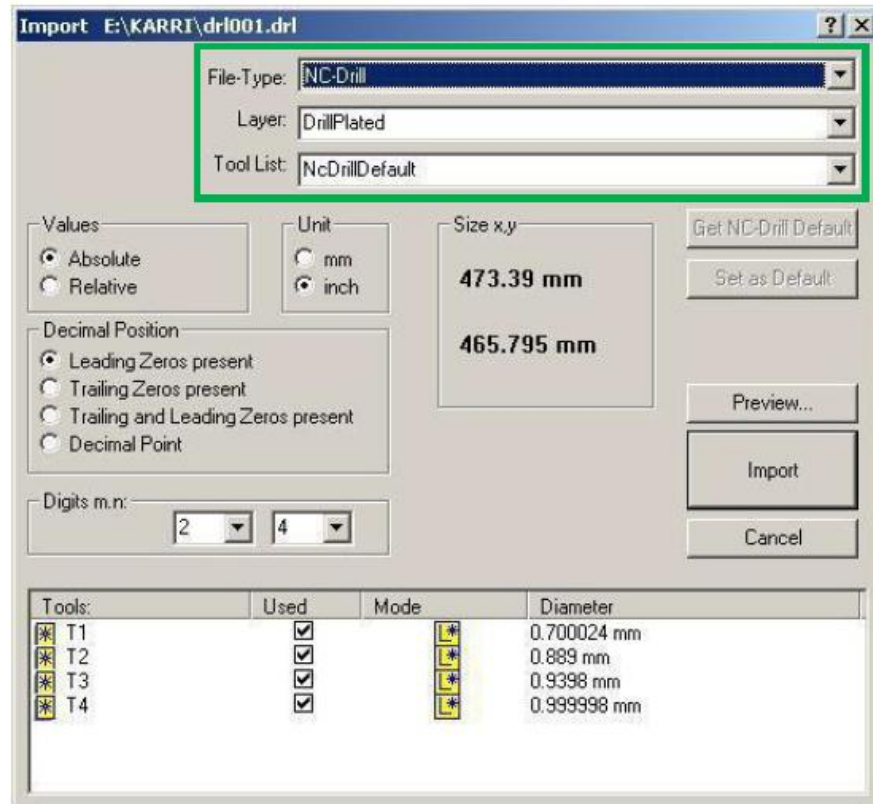 Import E:\KARRI\drl001.drl
File-Type: NC-Drill
Layer: DrillPlated
Tool List: NcDrillDefault
Values
Absolute
Relative
Unit
mm
inch
Size x,y
473.39 mm
465.795 mm
Get NC-Drill Default
Set as Default
Decimal Position
Leading Zeros present
Trailing Zeros present
Trailing and Leading Zeros present
Decimal Point
Preview...
Import
Digits m.n:
2 4
Cancel
Tools: Used Mode Diameter
T1 0.700024 mm
T2 0.889 mm
T3 0.9398 mm
T4 0.999998 mm